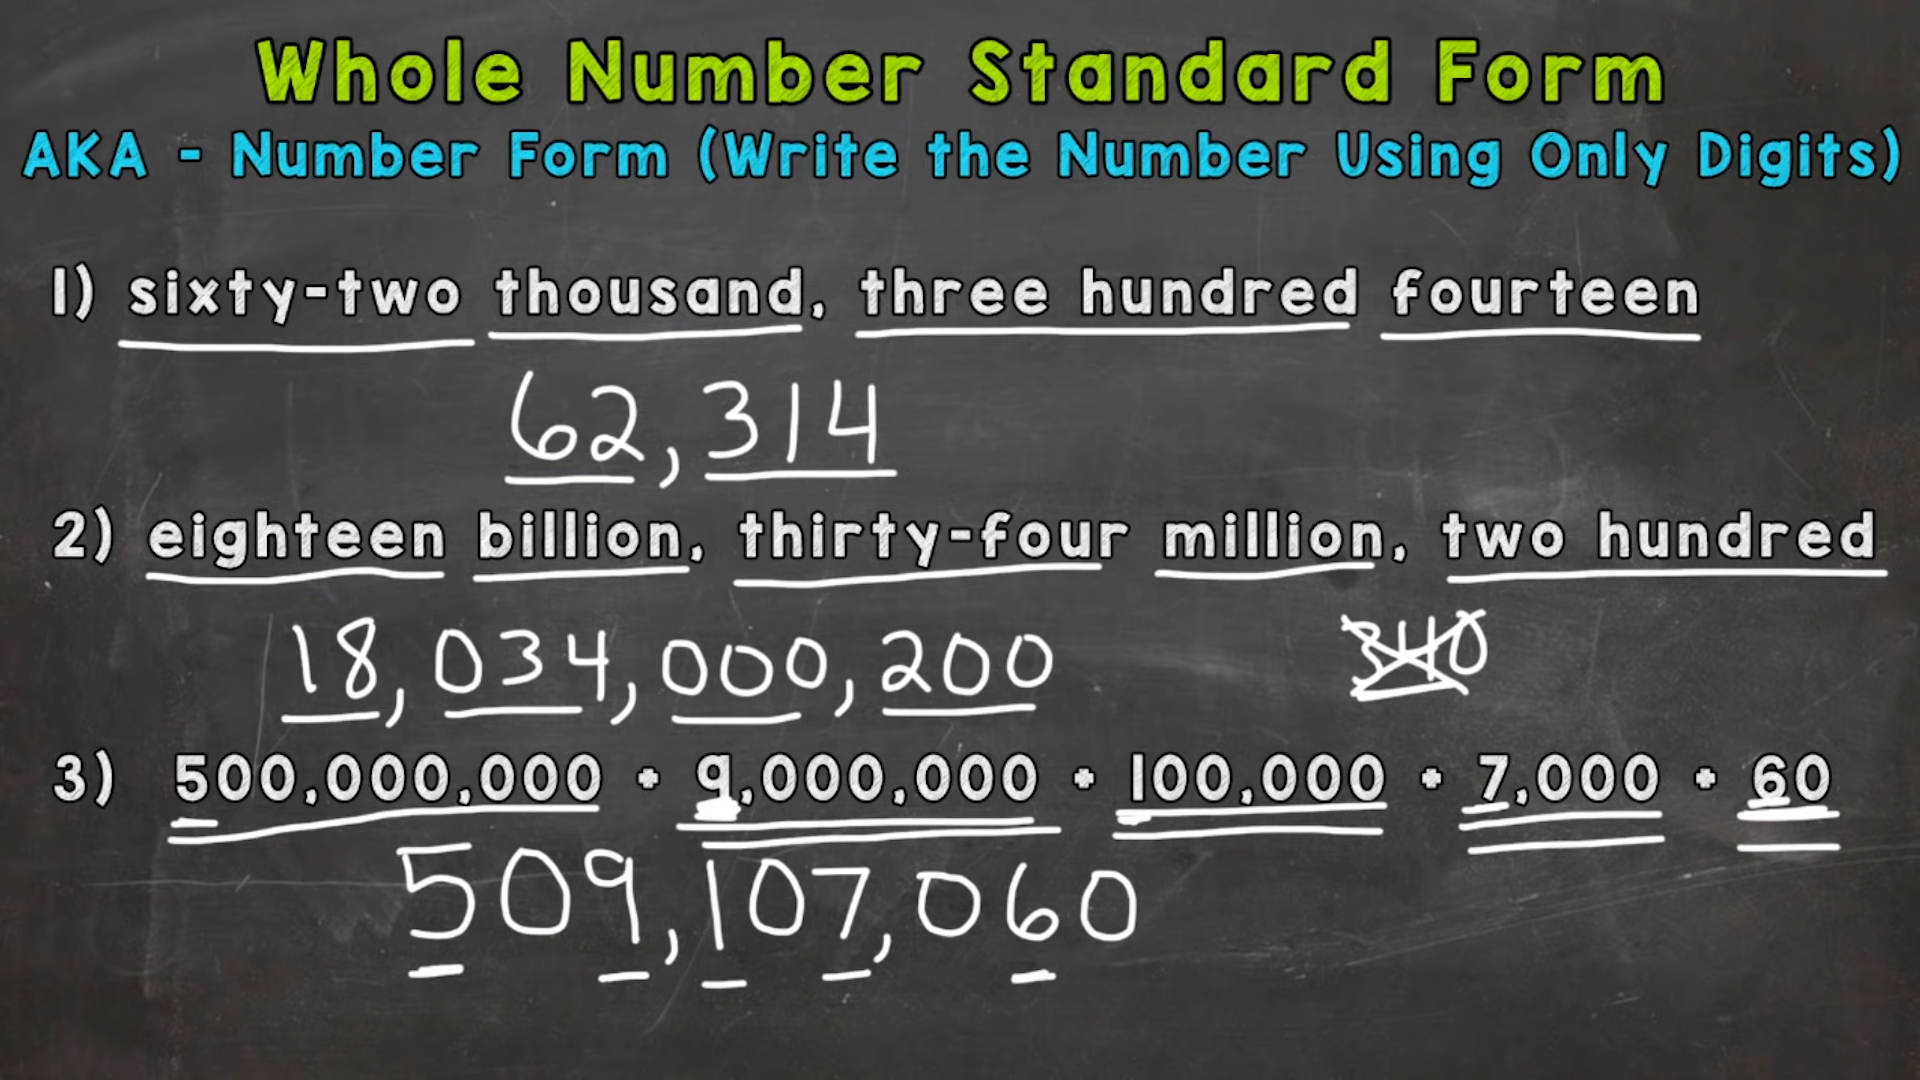 Whole Number Standard Form
AKA - Number Form (Write the Number Using Only Digits)
1) sixty-two thousand, three hundred fourteen
62,314
2) eighteen billion, thirty-four million, two hundred
18,034,000,200 340
3) 500,000,000 + 9,000,000 + 100,000 + 7,000 + 60
509,107,060